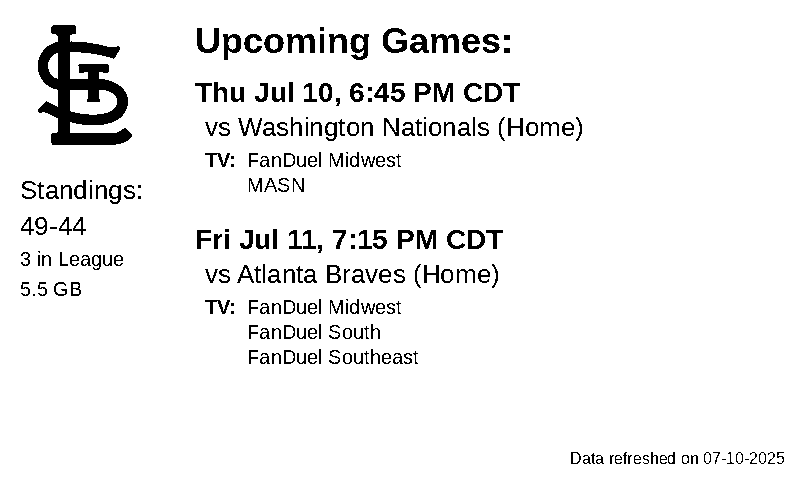 STL
Standings:
49-44
3 in League
5.5 GB
Upcoming Games:
Thu Jul 10, 6:45 PM CDT
vs Washington Nationals (Home)
TV: FanDuel Midwest
MASN
Fri Jul 11, 7:15 PM CDT
vs Atlanta Braves (Home)
TV: FanDuel Midwest
FanDuel South
FanDuel Southeast
Data refreshed on 07-10-2025